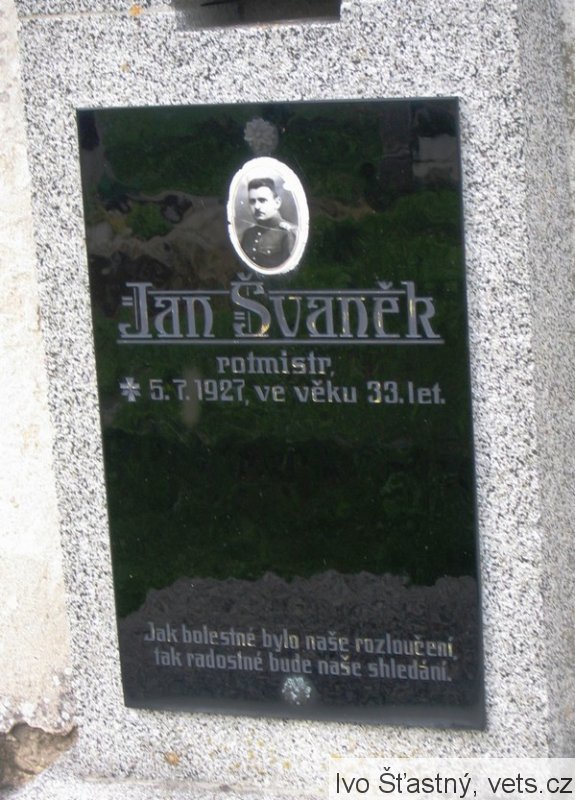 Jan Švaněk
rotmistr,
✠ 5. 7. 1927, ve věku 33. let.
Jak bolestné bylo naše rozloučení,
tak radostné bude naše shledání.
Ivo Šťastný, vets.cz